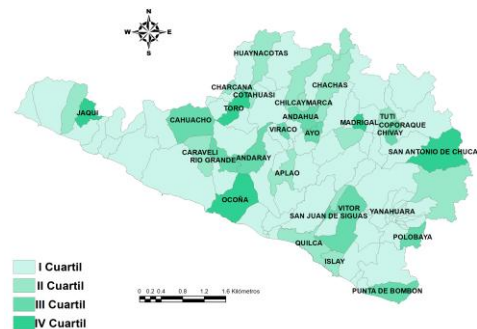 N
W E
S
HUAYNACOTAS
CHARCANA
COTAHUASI
CHACHAS
TORO
CHILCAYMARCA
JAQUI
ANDAHUA
TUTI
CAHUACHO
VIRACO
AYO
MADRIGAL
COPORAQUE
CHIVAY
CARAVELI
SAN ANTONIO DE CHUCA
RIO GRANDE
ANDARAY
APLAO
OCOÑA
VITOR
SAN JUAN DE SIGUAS
YANAHUARA
QUILCA
POLOBAYA
ISLAY
PUNTA DE BOMBON
I Cuartil
II Cuartil
III Cuartil
IV Cuartil
0 0.2 0.4 0.8 1.2 1.6 Kilómetros